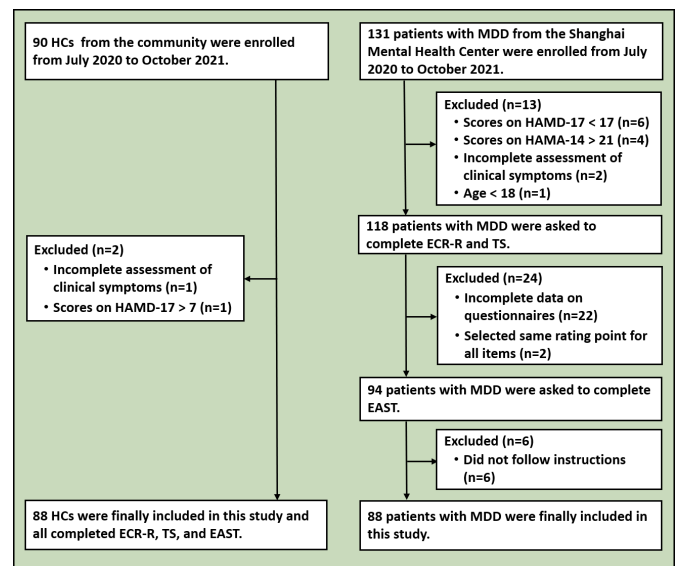 90 HCs from the community were enrolled
from July 2020 to October 2021.
131 patients with MDD from the Shanghai
Mental Health Center were enrolled from July
2020 to October 2021.
Excluded (n=13)
• Scores on HAMD-17 < 17 (n=6)
• Scores on HAMA-14 > 21 (n=4)
• Incomplete assessment of
clinical symptoms (n=2)
• Age < 18 (n=1)
118 patients with MDD were asked to
complete ECR-R and TS.
Excluded (n=2)
• Incomplete assessment of
clinical symptoms (n=1)
• Scores on HAMD-17 > 7 (n=1)
Excluded (n=24)
• Incomplete data on
questionnaires (n=22)
• Selected same rating point for
all items (n=2)
94 patients with MDD were asked to complete
EAST.
Excluded (n=6)
• Did not follow instructions
(n=6)
88 HCs were finally included in this study and
all completed ECR-R, TS, and EAST.
88 patients with MDD were finally included in
this study.